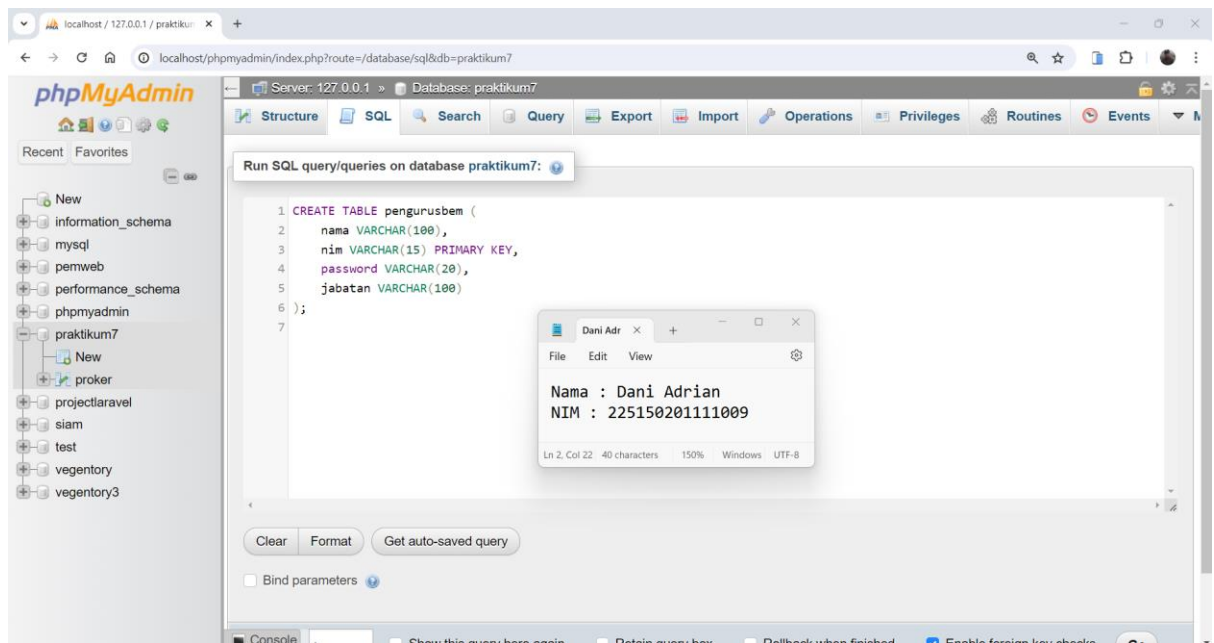 localhost / 127.0.0.1 / praktikum
localhost/phpmyadmin/index.php?route=/database/sql&db=praktikum7
phpMyAdmin
Recent Favorites
New
information_schema
mysql
pemweb
performance_schema
phpmyadmin
praktikum7
New
proker
projectlaravel
siam
test
vegentory
vegentory3
Server: 127.0.0.1 » Database: praktikum7
Structure SQL Search Query Export Import Operations Privileges Routines Events
Run SQL query/queries on database praktikum7:
1 CREATE TABLE pengurusbem (
2 nama VARCHAR(100),
3 nim VARCHAR(15) PRIMARY KEY,
4 password VARCHAR(20),
5 jabatan VARCHAR(100)
6 );
7
Dani Adr
File Edit View
Nama : Dani Adrian
NIM : 225150201111009
Ln 2, Col 22 40 characters 150% Windows UTF-8
Clear Format Get auto-saved query
Bind parameters
Console Show this query here again Retain query box Rollback when finished Enable foreign key checks Go